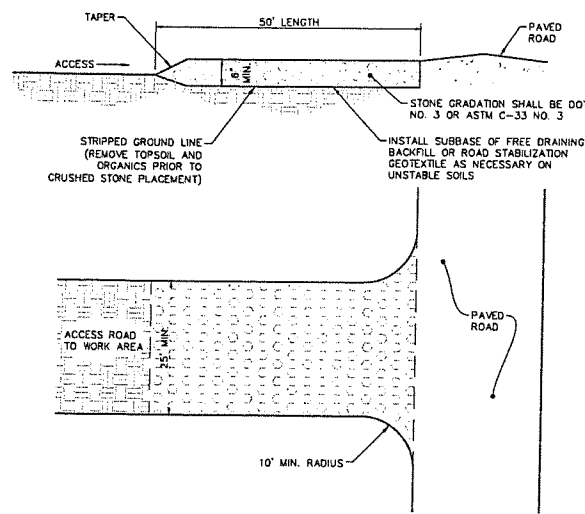 50' LENGTH
TAPER
PAVED
ROAD
ACCESS
6"
MIN.
STONE GRADATION SHALL BE DOT
NO. 3 OR ASTM C-33 NO. 3
STRIPPED GROUND LINE
(REMOVE TOPSOIL AND
ORGANICS PRIOR TO
CRUSHED STONE PLACEMENT)
INSTALL SUBBASE OF FREE DRAINING
BACKFILL OR ROAD STABILIZATION
GEOTEXTILE AS NECESSARY ON
UNSTABLE SOILS
ACCESS ROAD
TO WORK AREA
25' MIN.
PAVED
ROAD
10' MIN. RADIUS